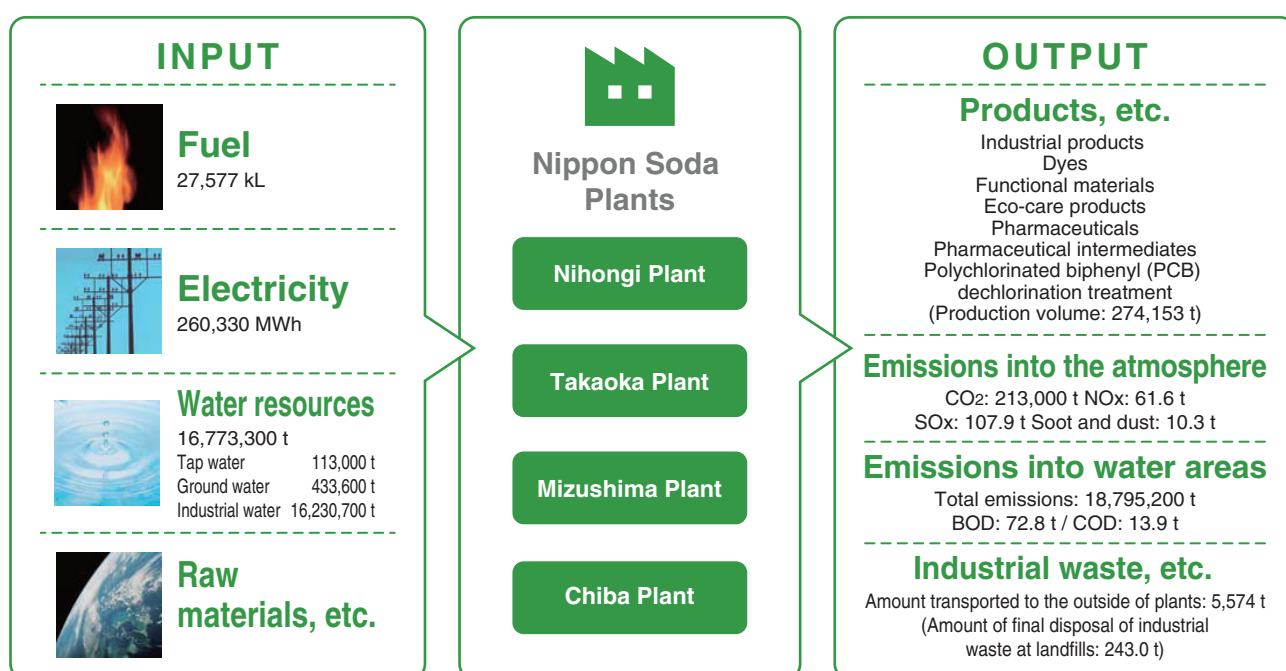 INPUT
Fuel
27,577 kL
Electricity
260,330 MWh
Water resources
16,773,300 t
Tap water 113,000 t
Ground water 433,600 t
Industrial water 16,230,700 t
Raw
materials, etc.
Nippon Soda
Plants
Nihongi Plant
Takaoka Plant
Mizushima Plant
Chiba Plant
OUTPUT
Products, etc.
Industrial products
Dyes
Functional materials
Eco-care products
Pharmaceuticals
Pharmaceutical intermediates
Polychlorinated biphenyl (PCB)
dechlorination treatment
(Production volume: 274,153 t)
Emissions into the atmosphere
CO2: 213,000 t NOx: 61.6 t
SOx: 107.9 t Soot and dust: 10.3 t
Emissions into water areas
Total emissions: 18,795,200 t
BOD: 72.8 t / COD: 13.9 t
Industrial waste, etc.
Amount transported to the outside of plants: 5,574 t
(Amount of final disposal of industrial
waste at landfills: 243.0 t)